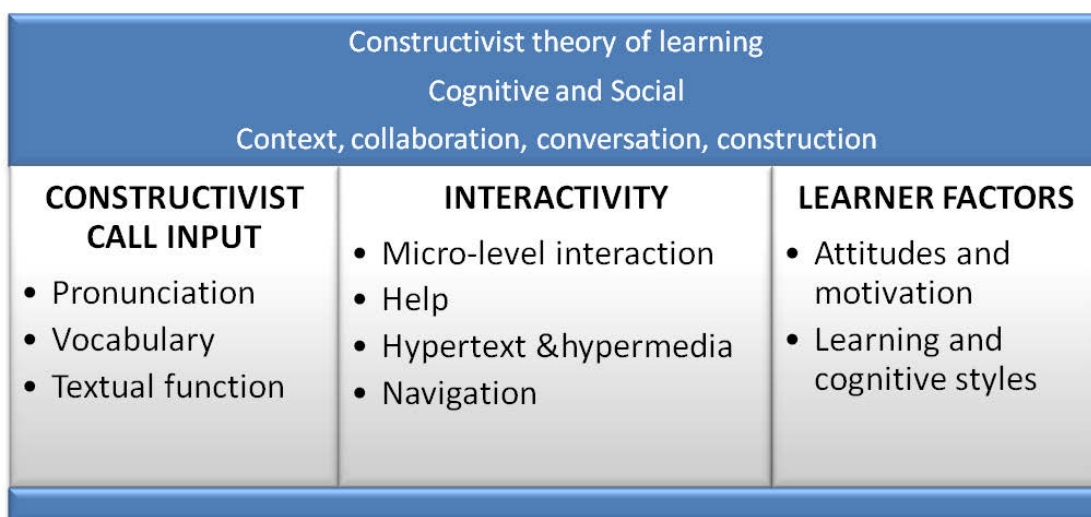 Constructivist theory of learning
Cognitive and Social
Context, collaboration, conversation, construction
CONSTRUCTIVIST
CALL INPUT
• Pronunciation
• Vocabulary
• Textual function
INTERACTIVITY
• Micro-level interaction
• Help
• Hypertext &hypermedia
• Navigation
LEARNER FACTORS
• Attitudes and
motivation
• Learning and
cognitive styles